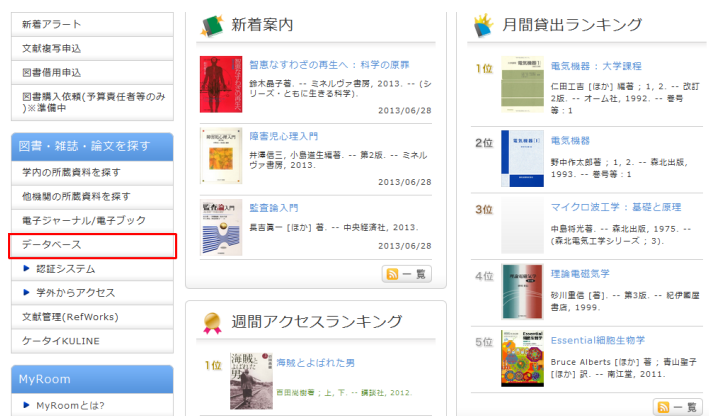 新着アラート
文献複写申込
図書借用申込
図書購入依頼(予算責任者等のみ
)※準備中
図書・雑誌・論文を探す
学内の所蔵資料を探す
他機関の所蔵資料を探す
電子ジャーナル/電子ブック
データベース
認証システム
学外からアクセス
文献管理(RefWorks)
ケータイKULINE
MyRoom
MyRoomとは?
新着案内
智恵なすわざの再生へ : 科学の原罪
鈴木晶子著. -- ミネルヴァ書房, 2013. -- (シ
リーズ・ともに生きる科学).
2013/06/28
障害児心理入門
井澤信三, 小島道生編著. -- 第2版. -- ミネル
ヴァ書房, 2013.
2013/06/28
監査論入門
長吉眞一 [ほか] 著. -- 中央経済社, 2013.
2013/06/28
一覧
週間アクセスランキング
1位
海賊とよばれた男
百田尚樹著 ; 上, 下. -- 講談社, 2012.
月間貸出ランキング
1位
電気機器 : 大学課程
仁田工吉 [ほか] 編著 ; 1, 2. -- 改訂
2版. -- オーム社, 1992. -- 巻号
等 : 1
2位
電気機器
野中作太郎著 ; 1, 2. -- 森北出版,
1993. -- 巻号等 : 1
3位
マイクロ波工学 : 基礎と原理
中島将光著. -- 森北出版, 1975. --
(森北電気工学シリーズ ; 3).
4位
理論電磁気学
砂川重信 [著]. -- 第3版. -- 紀伊國屋
書店, 1999.
5位
Essential細胞生物学
Bruce Alberts [ほか] 著 ; 青山聖子
[ほか] 訳. -- 南江堂, 2011.
一覧